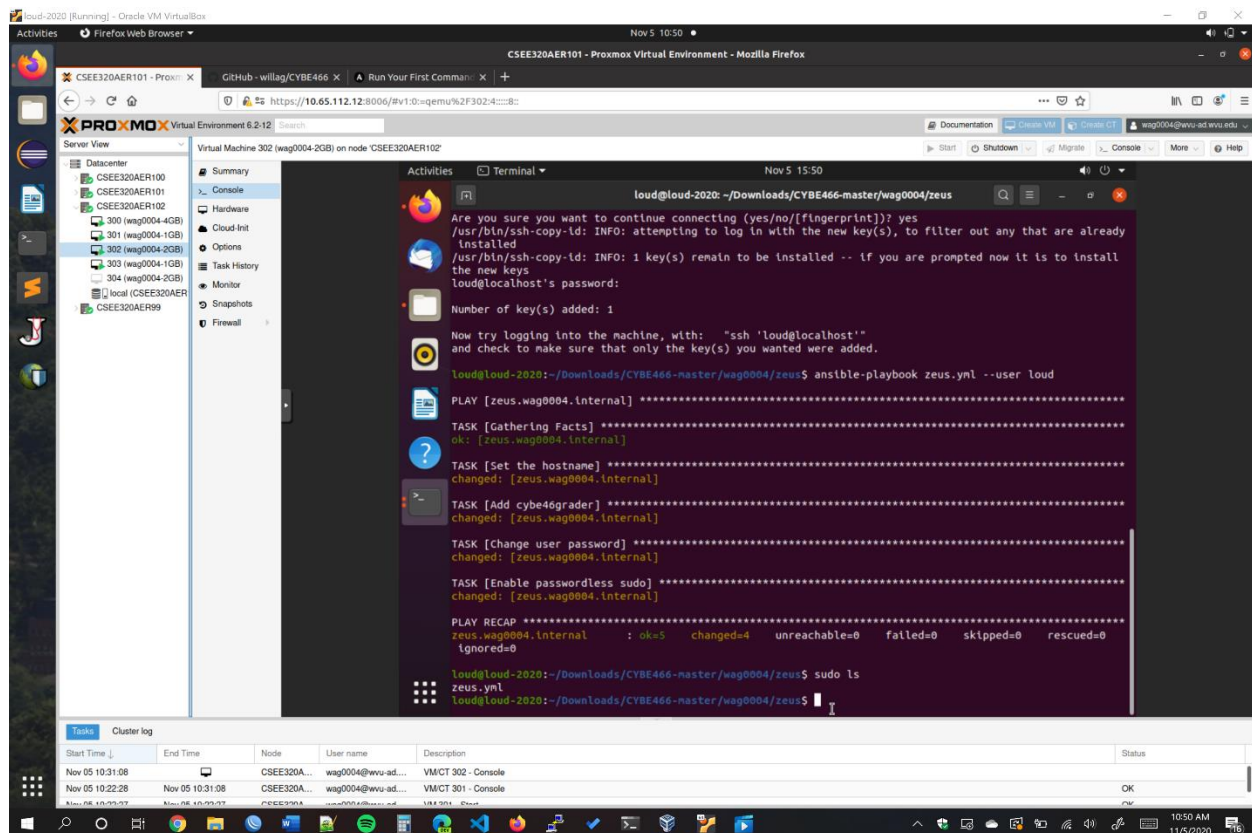 loud-2020 [Running] - Oracle VM VirtualBox
Activities Firefox Web Browser Nov 5 10:50
CSEE320AER101 - Proxmox Virtual Environment - Mozilla Firefox
CSEE320AER101 - Proxm GitHub - willag/CYBE466 Run Your First Command
https://10.65.112.12:8006/#v1:0:=qemu%2F302:4:::::8::
PROXMOX Virtual Environment 6.2-12 Search Documentation Create VM Create CT wag0004@wvu-ad.wvu.edu
Server View Virtual Machine 302 (wag0004-2GB) on node 'CSEE320AER102' Start Shutdown Migrate Console More Help
Datacenter
CSEE320AER100
CSEE320AER101
CSEE320AER102
300 (wag0004-4GB)
301 (wag0004-1GB)
302 (wag0004-2GB)
303 (wag0004-1GB)
304 (wag0004-2GB)
local (CSEE320AER
CSEE320AER99
Summary
Console
Hardware
Cloud-Init
Options
Task History
Monitor
Snapshots
Firewall
Activities Terminal Nov 5 15:50
loud@loud-2020: ~/Downloads/CYBE466-master/wag0004/zeus
Are you sure you want to continue connecting (yes/no/[fingerprint])? yes
/usr/bin/ssh-copy-id: INFO: attempting to log in with the new key(s), to filter out any that are already
installed
/usr/bin/ssh-copy-id: INFO: 1 key(s) remain to be installed -- if you are prompted now it is to install
the new keys
loud@localhost's password:
Number of key(s) added: 1
Now try logging into the machine, with: "ssh 'loud@localhost'"
and check to make sure that only the key(s) you wanted were added.
loud@loud-2020:~/Downloads/CYBE466-master/wag0004/zeus$ ansible-playbook zeus.yml --user loud
PLAY [zeus.wag0004.internal] *****************************************************************
TASK [Gathering Facts] ***********************************************************************
ok: [zeus.wag0004.internal]
TASK [Set the hostname] **********************************************************************
changed: [zeus.wag0004.internal]
TASK [Add cybe46grader] **********************************************************************
changed: [zeus.wag0004.internal]
TASK [Change user password] ******************************************************************
changed: [zeus.wag0004.internal]
TASK [Enable passwordless sudo] **************************************************************
changed: [zeus.wag0004.internal]
PLAY RECAP ***********************************************************************************
zeus.wag0004.internal : ok=5 changed=4 unreachable=0 failed=0 skipped=0 rescued=0
ignored=0
loud@loud-2020:~/Downloads/CYBE466-master/wag0004/zeus$ sudo ls
zeus.yml
loud@loud-2020:~/Downloads/CYBE466-master/wag0004/zeus$
Tasks Cluster log
Start Time End Time Node User name Description Status
Nov 05 10:31:08 CSEE320A... wag0004@wvu-ad.... VM/CT 302 - Console
Nov 05 10:22:28 Nov 05 10:31:08 CSEE320A... wag0004@wvu-ad.... VM/CT 301 - Console OK
Nov 05 10:22:27 Nov 05 10:22:27 CSEE320A... wag0004@wvu-ad.... VM 301 - Start OK
10:50 AM
11/5/2020